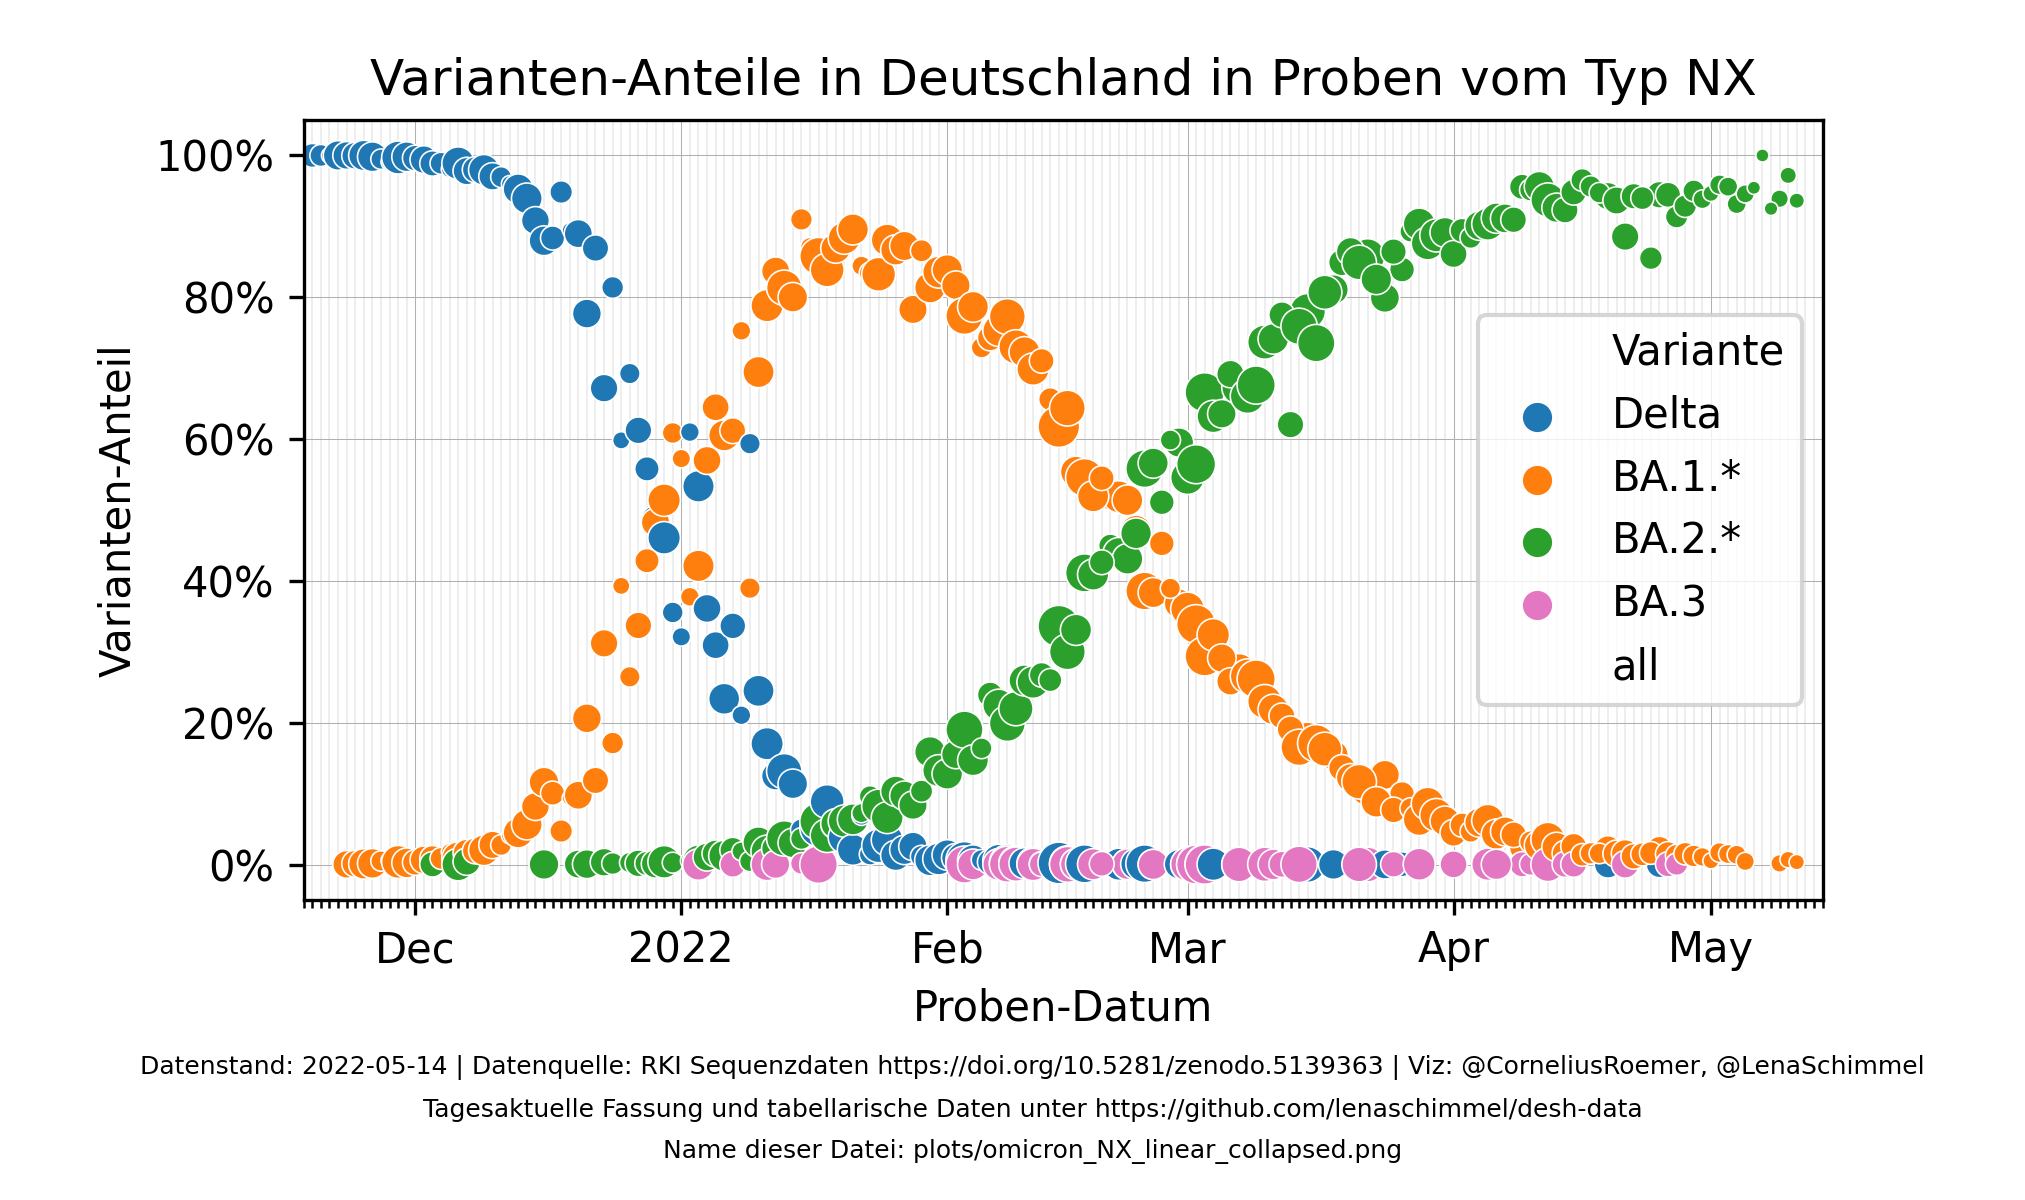 Varianten-Anteile in Deutschland in Proben vom Typ NX
Varianten-Anteil
100%
80%
60%
40%
20%
0%
Variante
Delta
BA.1.*
BA.2.*
BA.3
all
Dec
2022
Feb
Mar
Apr
May
Proben-Datum
Datenstand: 2022-05-14 | Datenquelle: RKI Sequenzdaten https://doi.org/10.5281/zenodo.5139363 | Viz: @CorneliusRoemer, @LenaSchimmel
Tagesaktuelle Fassung und tabellarische Daten unter https://github.com/lenaschimmel/desh-data
Name dieser Datei: plots/omicron_NX_linear_collapsed.png